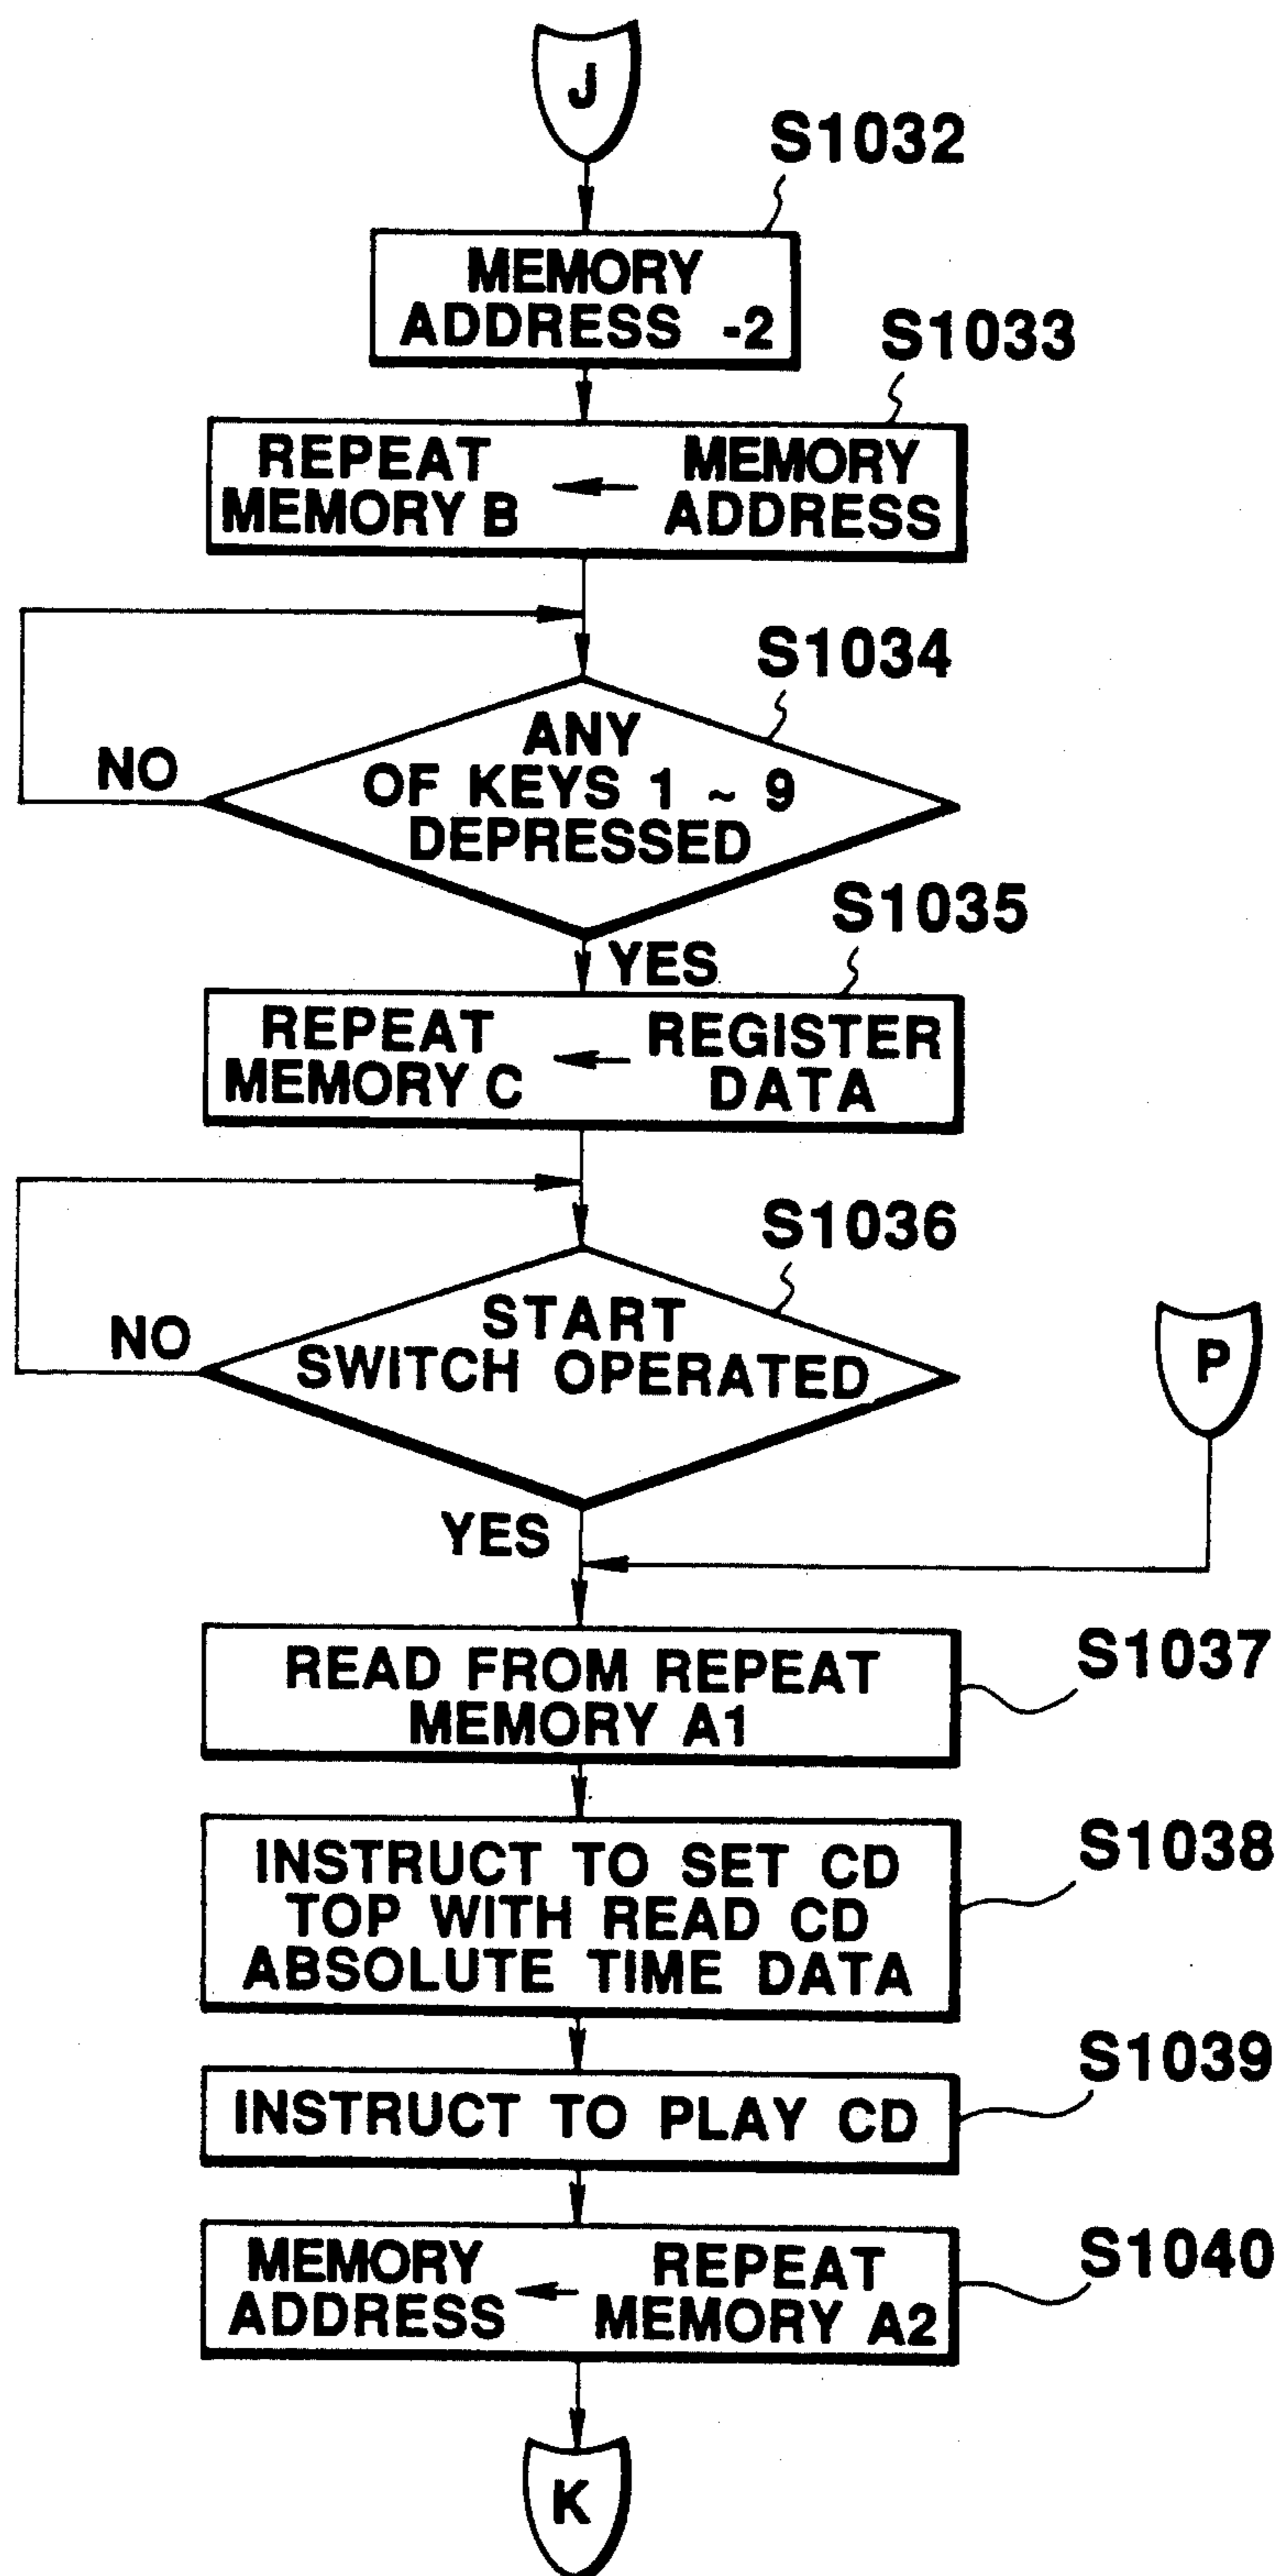 J
S1032
MEMORY
ADDRESS -2
S1033
REPEAT
MEMORY B
←
MEMORY
ADDRESS
S1034
ANY
OF KEYS 1 ~ 9
DEPRESSED
NO
YES
S1035
REPEAT
MEMORY C
←
REGISTER
DATA
S1036
START
SWITCH OPERATED
NO
P
YES
S1037
READ FROM REPEAT
MEMORY A1
S1038
INSTRUCT TO SET CD
TOP WITH READ CD
ABSOLUTE TIME DATA
S1039
INSTRUCT TO PLAY CD
S1040
MEMORY
ADDRESS
←
REPEAT
MEMORY A2
K